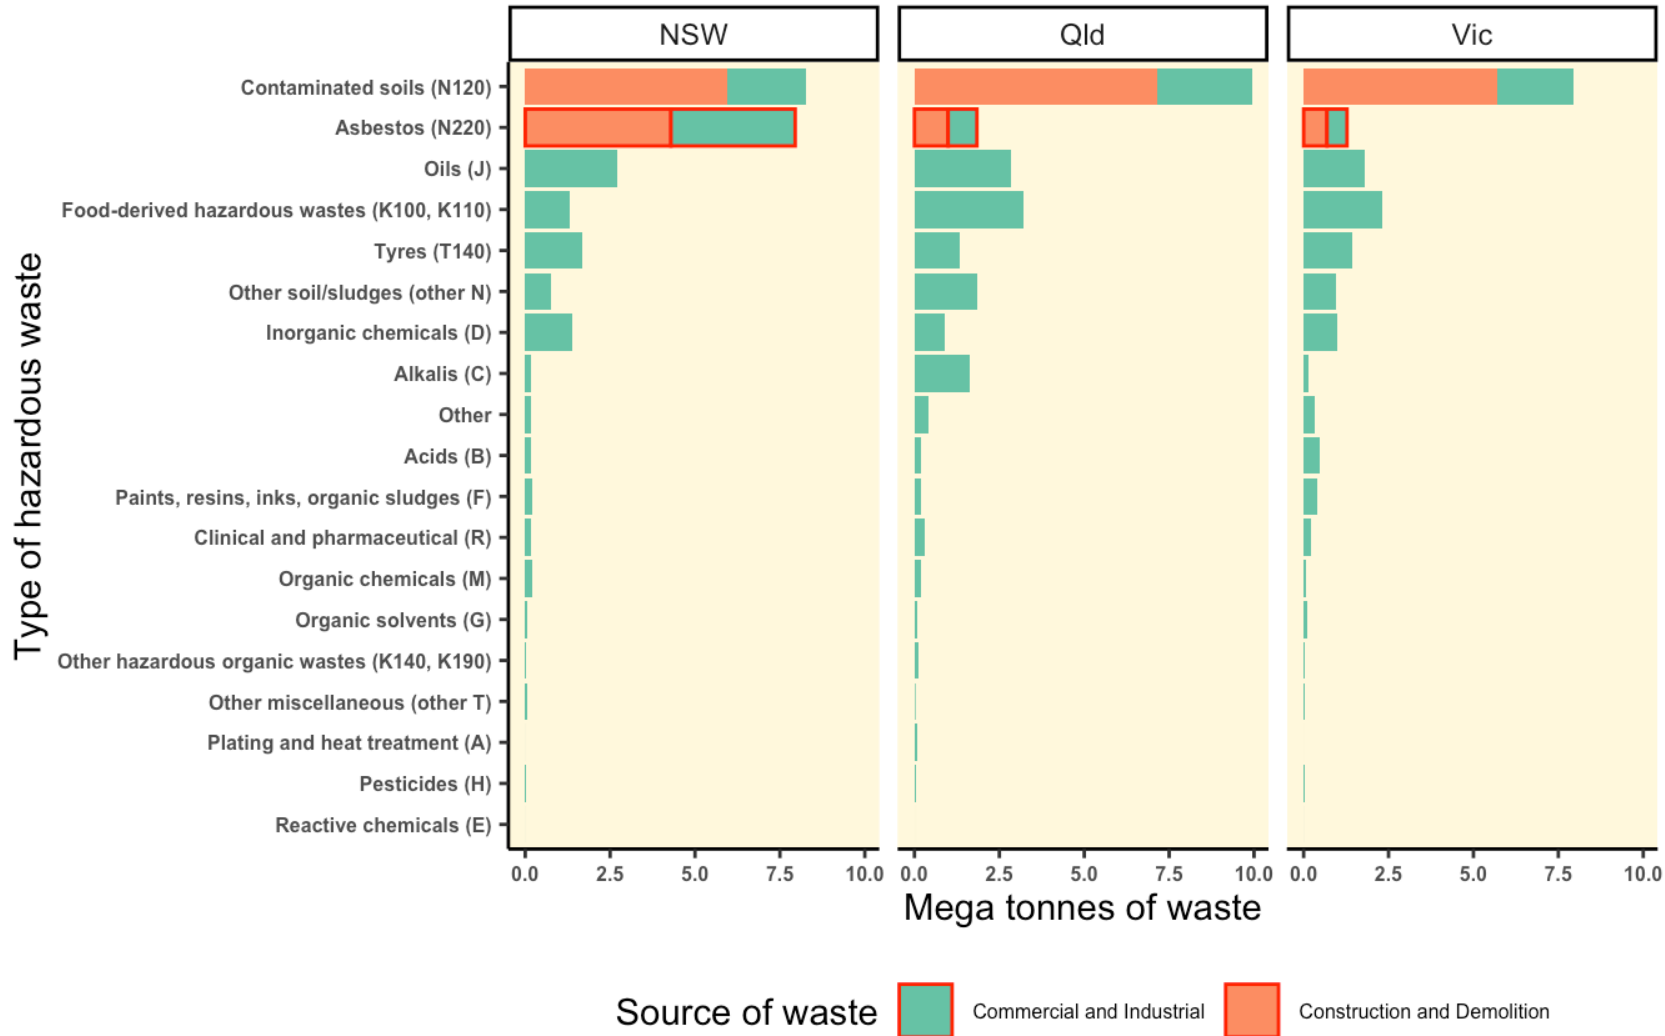 NSW
Qld
Vic
Type of hazardous waste
Contaminated soils (N120)
Asbestos (N220)
Oils (J)
Food-derived hazardous wastes (K100, K110)
Tyres (T140)
Other soil/sludges (other N)
Inorganic chemicals (D)
Alkalis (C)
Other
Acids (B)
Paints, resins, inks, organic sludges (F)
Clinical and pharmaceutical (R)
Organic chemicals (M)
Organic solvents (G)
Other hazardous organic wastes (K140, K190)
Other miscellaneous (other T)
Plating and heat treatment (A)
Pesticides (H)
Reactive chemicals (E)
0.0 2.5 5.0 7.5 10.0
0.0 2.5 5.0 7.5 10.0
0.0 2.5 5.0 7.5 10.0
Mega tonnes of waste
Source of waste
Commercial and Industrial
Construction and Demolition